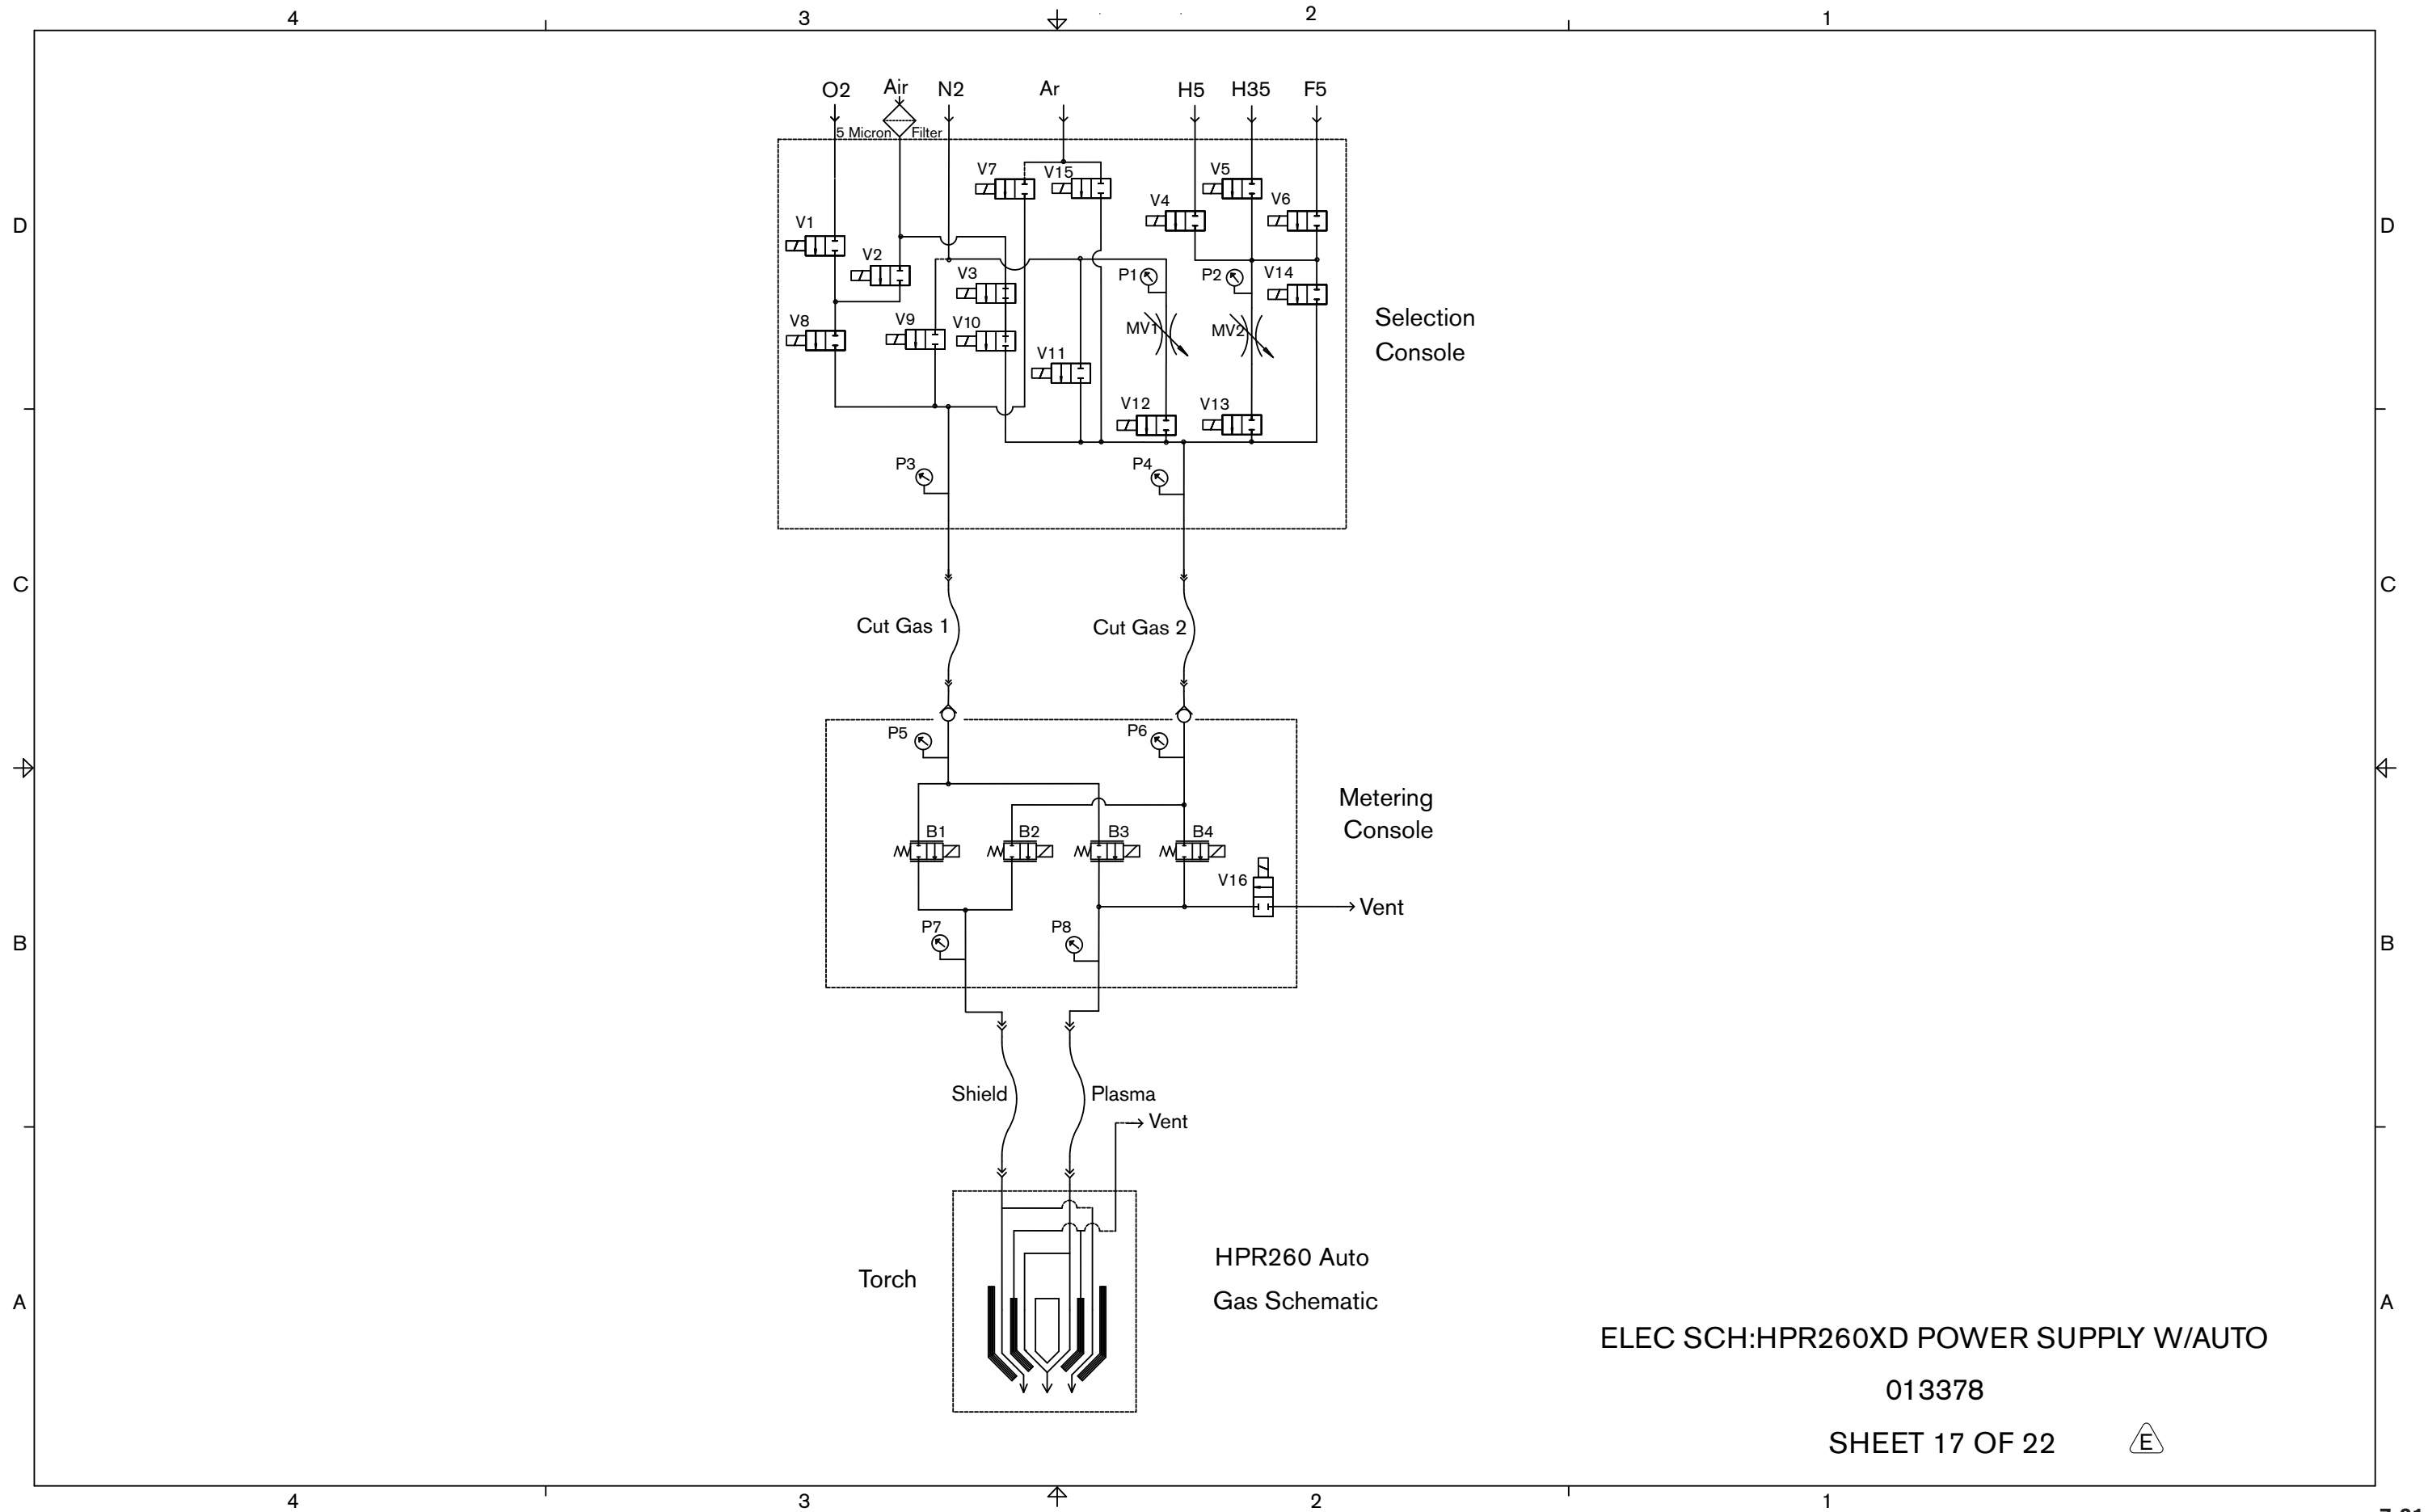 4 3 2 1
O2 Air N2 Ar H5 H35 F5
5 Micron Filter
V7 V15 V5
V4 V6
D V1 D
V2
V3 P1 P2 V14
V8 V9 V10 MV1 MV2
Selection
Console
V11
V12 V13
P3 P4
C C
Cut Gas 1 Cut Gas 2
P5 P6
Metering
Console
B1 B2 B3 B4
V16
Vent
P7 P8
B B
Shield Plasma
Vent
HPR260 Auto
Torch
Gas Schematic
A A
ELEC SCH:HPR260XD POWER SUPPLY W/AUTO
013378
SHEET 17 OF 22 E
4 3 2 1